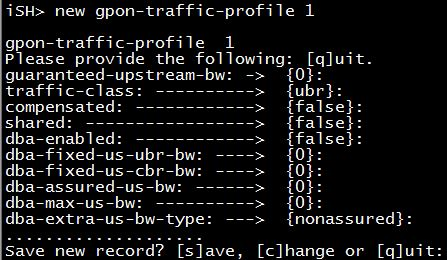 iSH> new gpon-traffic-profile 1
gpon-traffic-profile  1
Please provide the following: [q]uit.
guaranteed-upstream-bw: ->  {0}:
traffic-class: ----------->  {ubr}:
compensated: ------------->  {false}:
shared: ------------------>  {false}:
dba-enabled: ------------->  {false}:
dba-fixed-us-ubr-bw: ----->  {0}:
dba-fixed-us-cbr-bw: ----->  {0}:
dba-assured-us-bw: ------->  {0}:
dba-max-us-bw: ----------->  {0}:
dba-extra-us-bw-type: ---->  {nonassured}:
....................
Save new record? [s]ave, [c]hange or [q]uit: